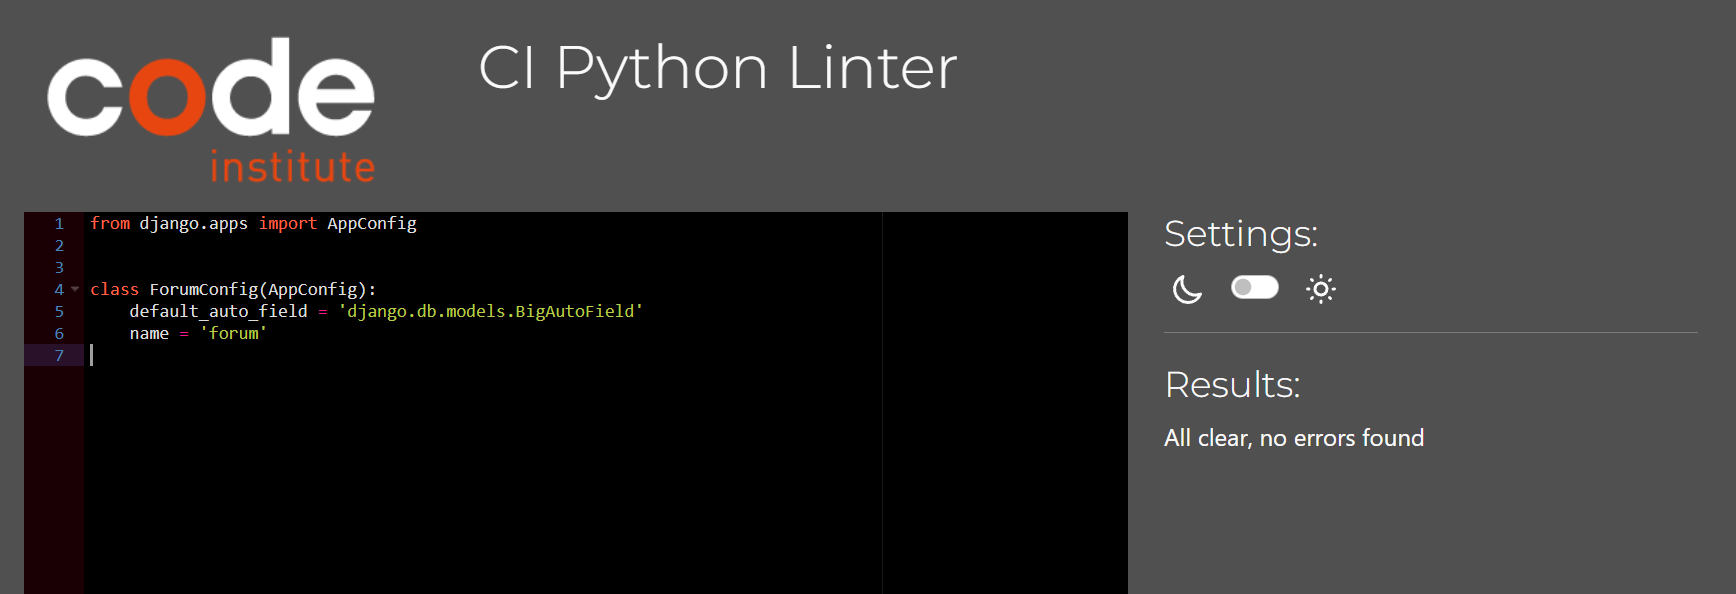 code
institute
CI Python Linter
1 from django.apps import AppConfig
2
3
4 class ForumConfig(AppConfig):
5     default_auto_field = 'django.db.models.BigAutoField'
6     name = 'forum'
7
Settings:
Results:
All clear, no errors found